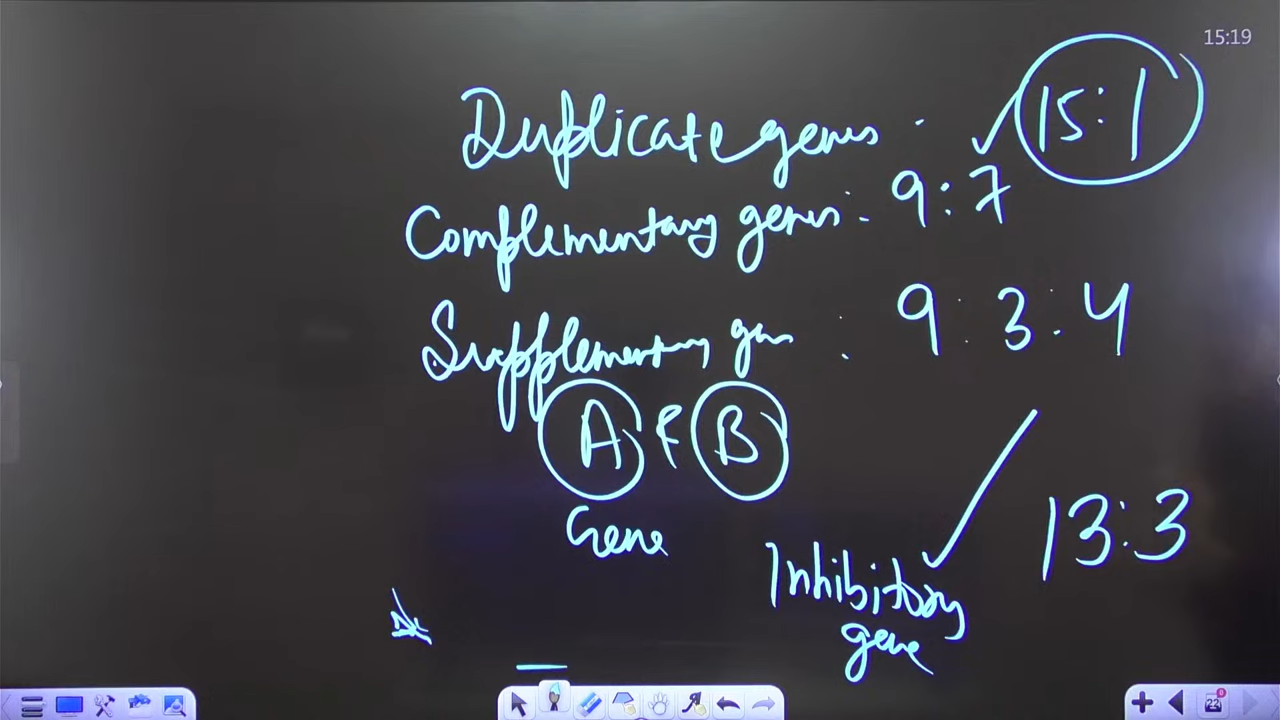 15:19
Duplicate genes : 15:1
Complementary genes : 9:7
Supplementary gen : 9:3:4
A & B
Gene
13:3
Inhibitory
gene